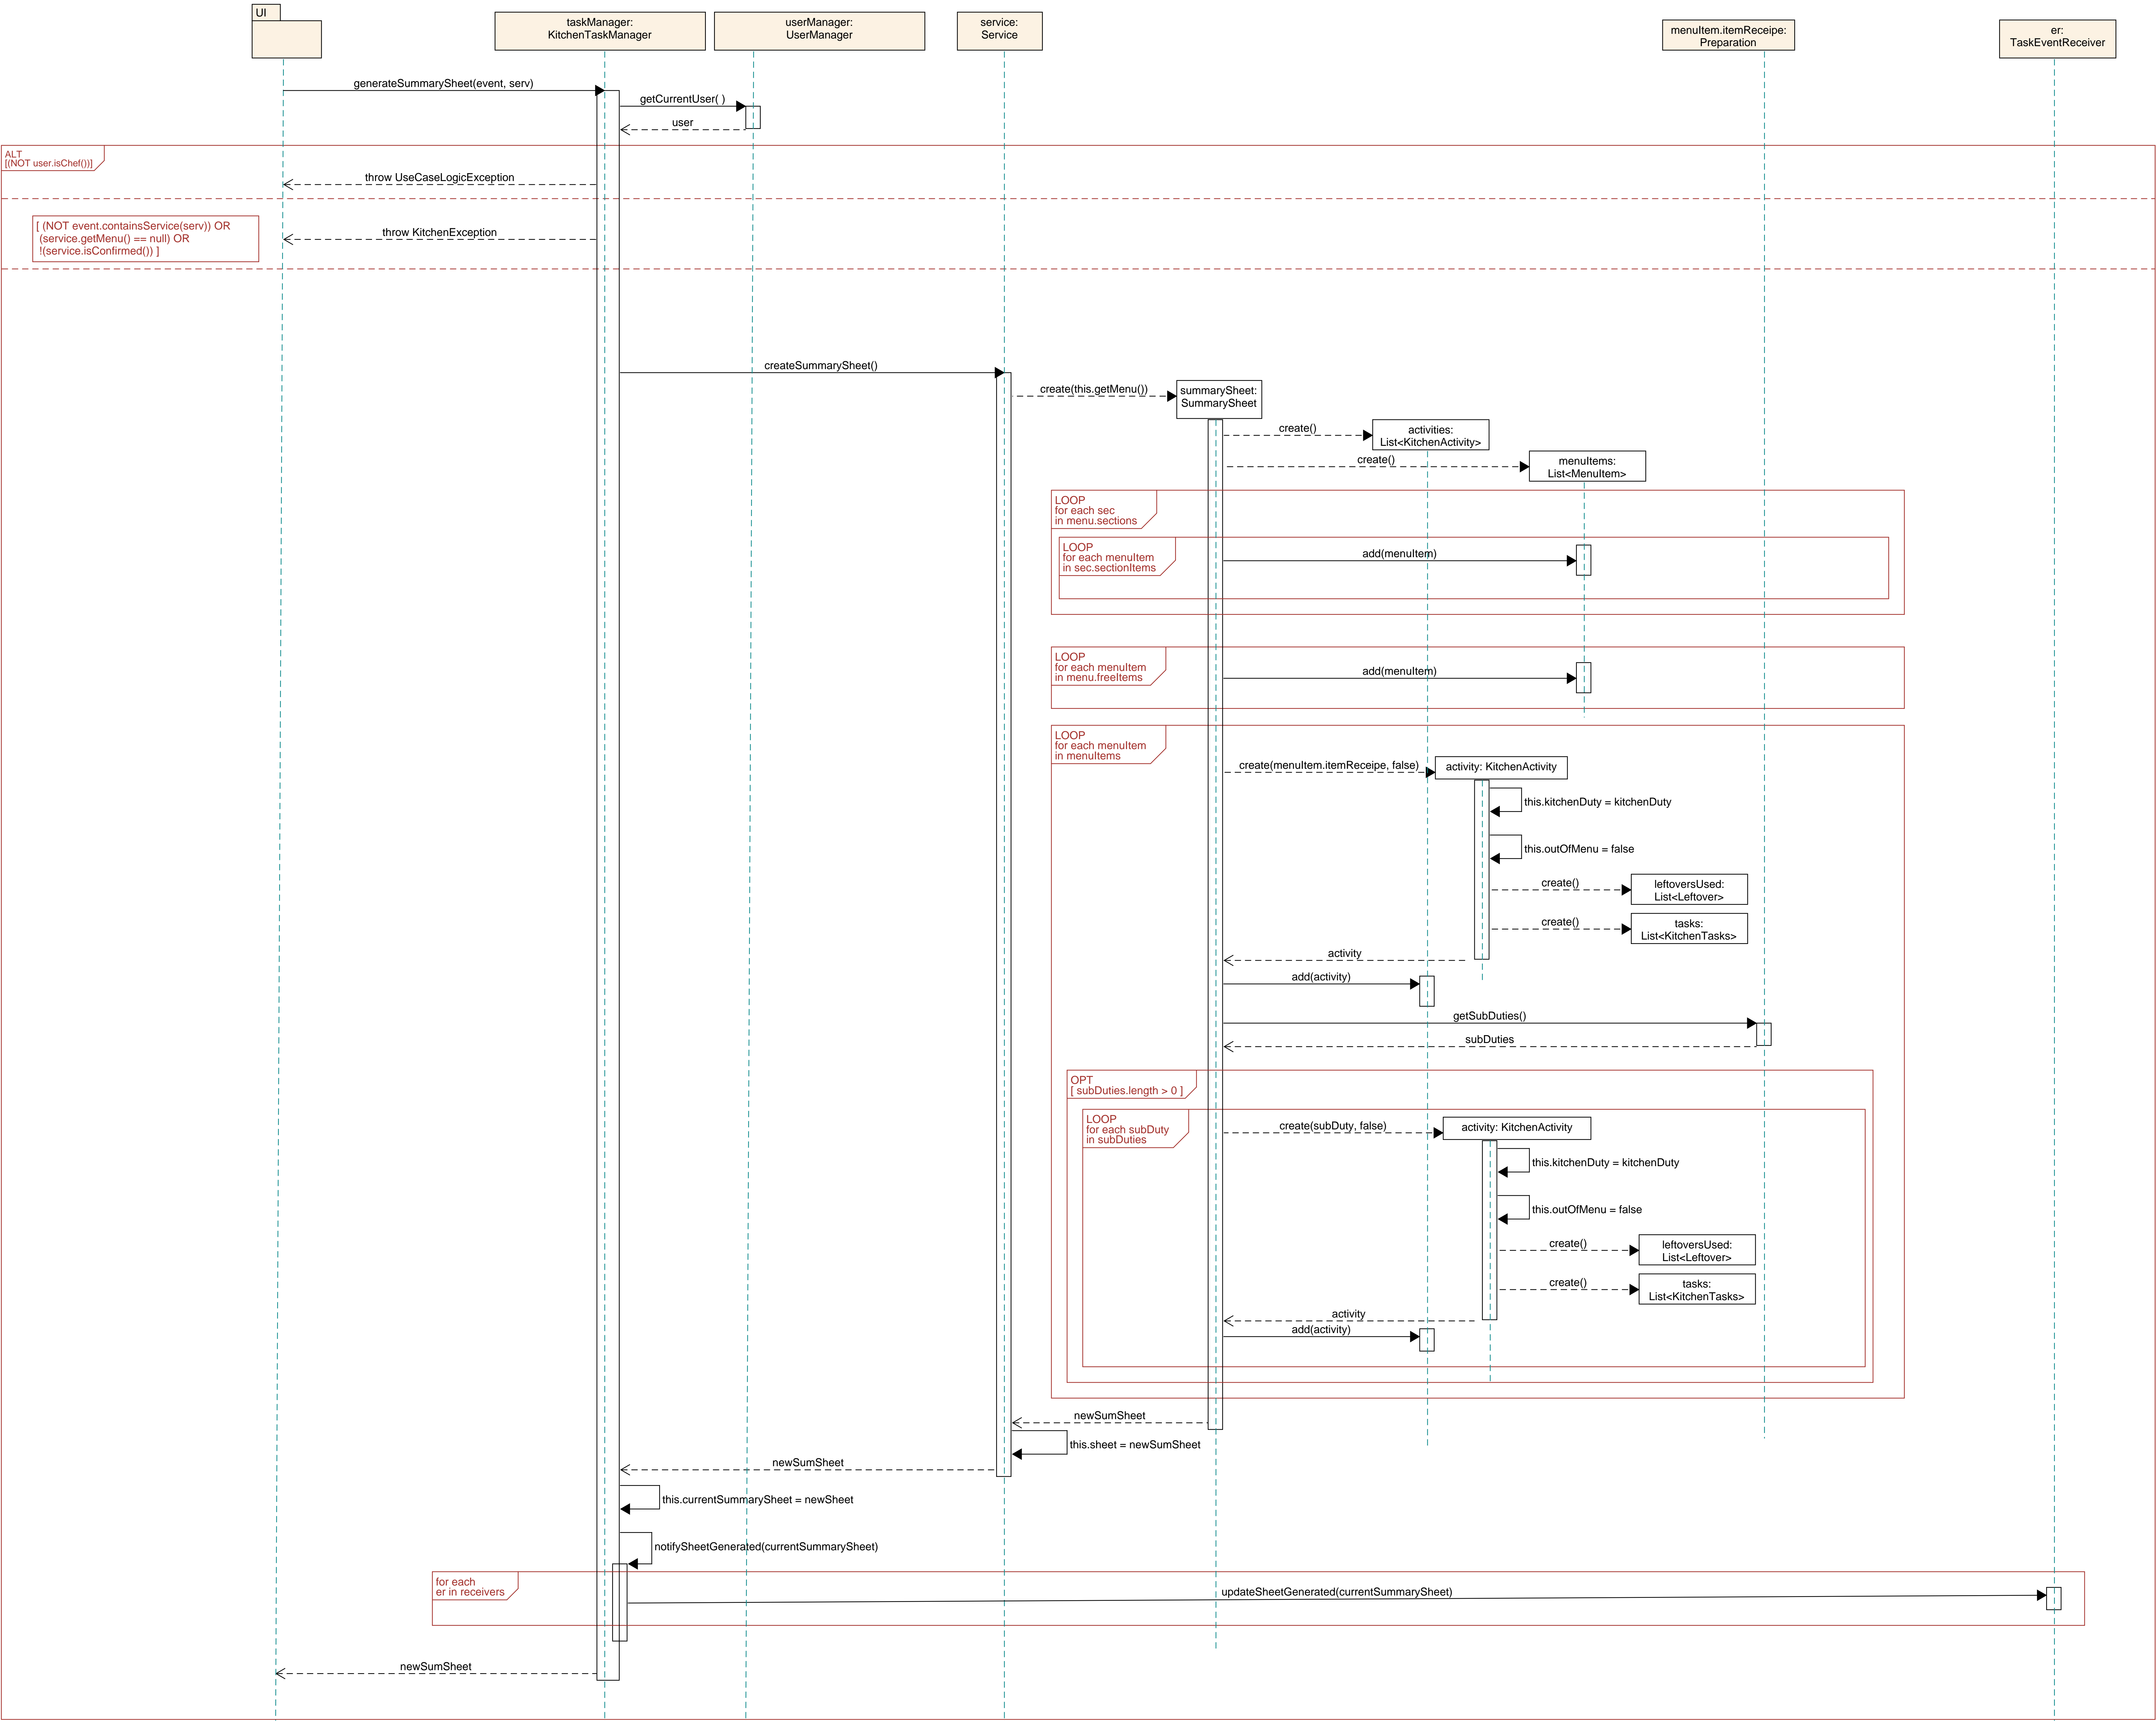 UI
taskManager:
KitchenTaskManager
userManager:
UserManager
service:
Service
menuItem.itemReceipe:
Preparation
er:
TaskEventReceiver
generateSummarySheet(event, serv)
getCurrentUser( )
user
ALT
[(NOT user.isChef())]
throw UseCaseLogicException
[ (NOT event.containsService(serv)) OR
(service.getMenu() == null) OR
!(service.isConfirmed()) ]
throw KitchenException
createSummarySheet()
create(this.getMenu())
summarySheet:
SummarySheet
create()
activities:
List<KitchenActivity>
create()
menuItems:
List<MenuItem>
LOOP
for each sec
in menu.sections
LOOP
for each menuItem
in sec.sectionItems
add(menuItem)
LOOP
for each menuItem
in menu.freeItems
add(menuItem)
LOOP
for each menuItem
in menuItems
create(menuItem.itemReceipe, false)
activity: KitchenActivity
this.kitchenDuty = kitchenDuty
this.outOfMenu = false
create()
leftoversUsed:
List<Leftover>
create()
tasks:
List<KitchenTasks>
activity
add(activity)
getSubDuties()
subDuties
OPT
[ subDuties.length > 0 ]
LOOP
for each subDuty
in subDuties
create(subDuty, false)
activity: KitchenActivity
this.kitchenDuty = kitchenDuty
this.outOfMenu = false
create()
leftoversUsed:
List<Leftover>
create()
tasks:
List<KitchenTasks>
activity
add(activity)
newSumSheet
this.sheet = newSumSheet
newSumSheet
this.currentSummarySheet = newSheet
notifySheetGenerated(currentSummarySheet)
for each
er in receivers
updateSheetGenerated(currentSummarySheet)
newSumSheet